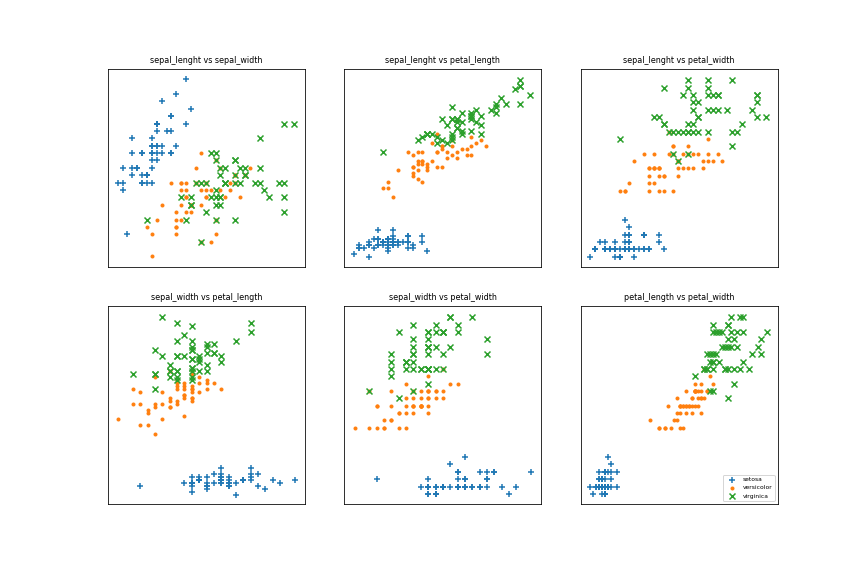 sepal_lenght vs sepal_width
sepal_lenght vs petal_length
sepal_lenght vs petal_width
sepal_width vs petal_length
sepal_width vs petal_width
petal_length vs petal_width
satosa
versicolor
virginica